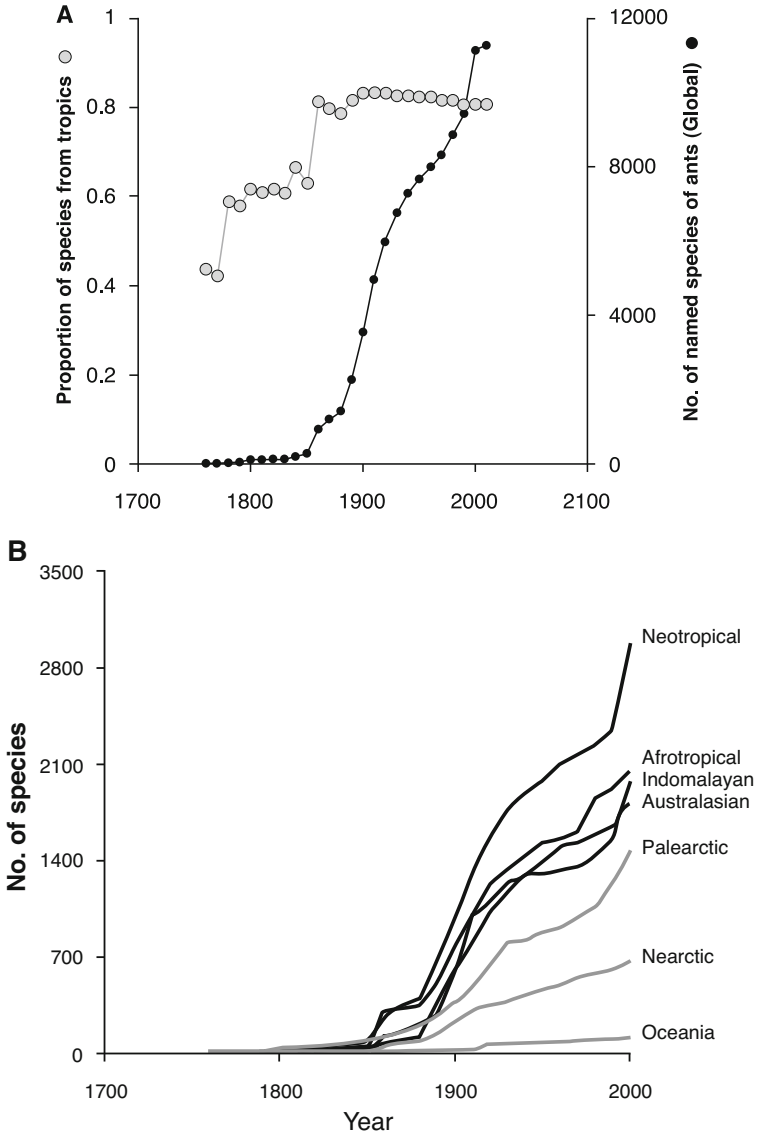 A
Proportion of species from tropics
1
0.8
0.6
0.4
0.2
0
12000
8000
4000
0
No. of named species of ants (Global)
1700
1800
1900
2000
2100
B
No. of species
3500
2800
2100
1400
700
0
Neotropical
Afrotropical
Indomalayan
Australasian
Palearctic
Nearctic
Oceania
1700
1800
1900
2000
Year